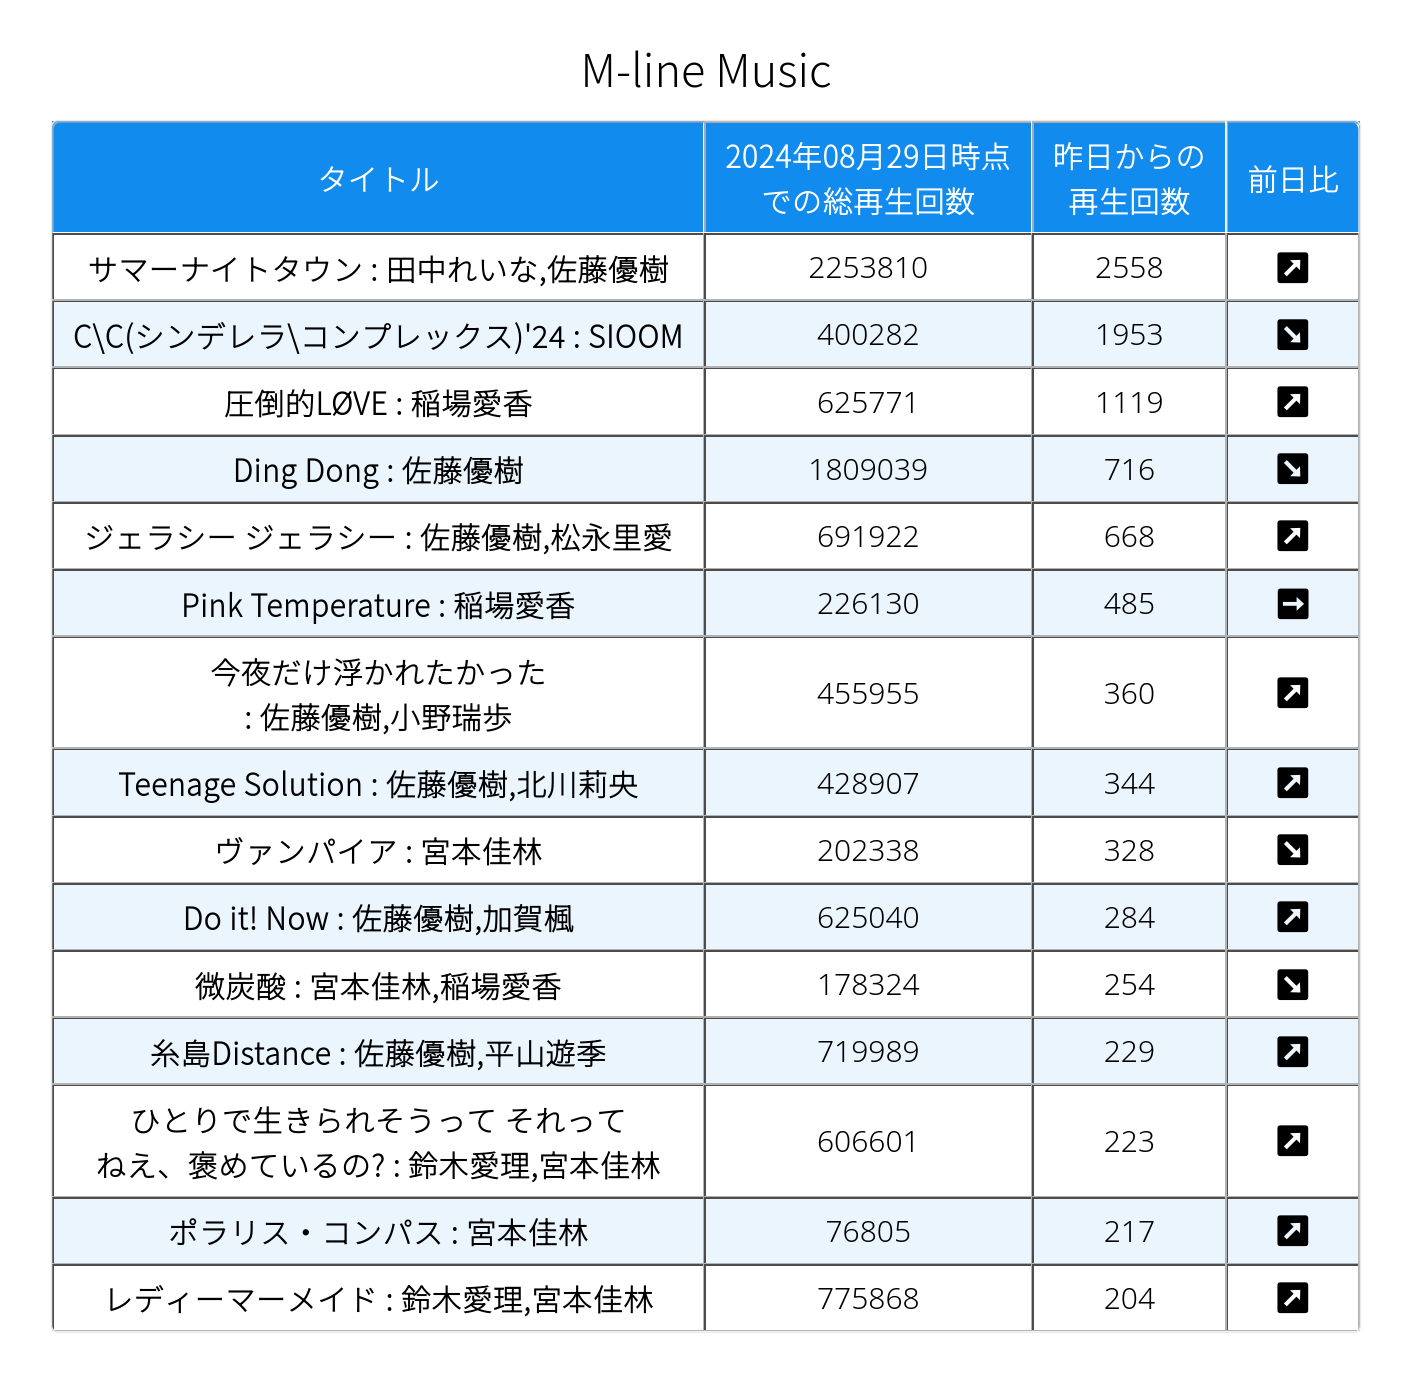 M-line Music
タイトル 2024年08月29日時点での総再生回数 昨日からの再生回数 前日比
サマーナイトタウン : 田中れいな,佐藤優樹 2253810 2558 ↗
C\C(シンデレラ\コンプレックス)'24 : SIOOM 400282 1953 ↘
圧倒的LØVE : 稲場愛香 625771 1119 ↗
Ding Dong : 佐藤優樹 1809039 716 ↘
ジェラシー ジェラシー : 佐藤優樹,松永里愛 691922 668 ↗
Pink Temperature : 稲場愛香 226130 485 →
今夜だけ浮かれたかった
: 佐藤優樹,小野瑞歩 455955 360 ↗
Teenage Solution : 佐藤優樹,北川莉央 428907 344 ↗
ヴァンパイア : 宮本佳林 202338 328 ↘
Do it! Now : 佐藤優樹,加賀楓 625040 284 ↗
微炭酸 : 宮本佳林,稲場愛香 178324 254 ↘
糸島Distance : 佐藤優樹,平山遊季 719989 229 ↗
ひとりで生きられそうって それって
ねえ、褒めているの? : 鈴木愛理,宮本佳林 606601 223 ↗
ポラリス・コンパス : 宮本佳林 76805 217 ↗
レディーマーメイド : 鈴木愛理,宮本佳林 775868 204 ↗